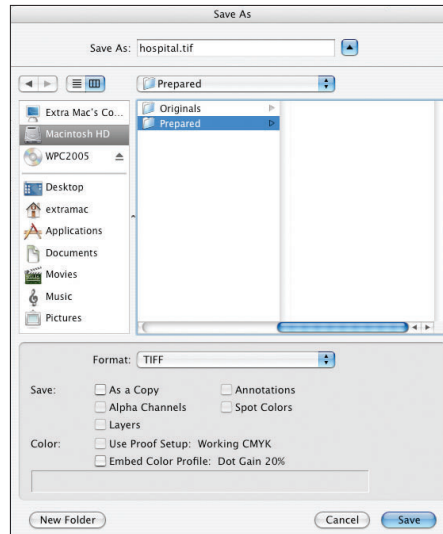 Save As
Save As: hospital.tif
Prepared
Extra Mac's Co...
Macintosh HD
WPC2005
Desktop
extramac
Applications
Documents
Movies
Music
Pictures
Originals
Prepared
Format: TIFF
Save: As a Copy Annotations
Alpha Channels Spot Colors
Layers
Color: Use Proof Setup: Working CMYK
Embed Color Profile: Dot Gain 20%
New Folder Cancel Save